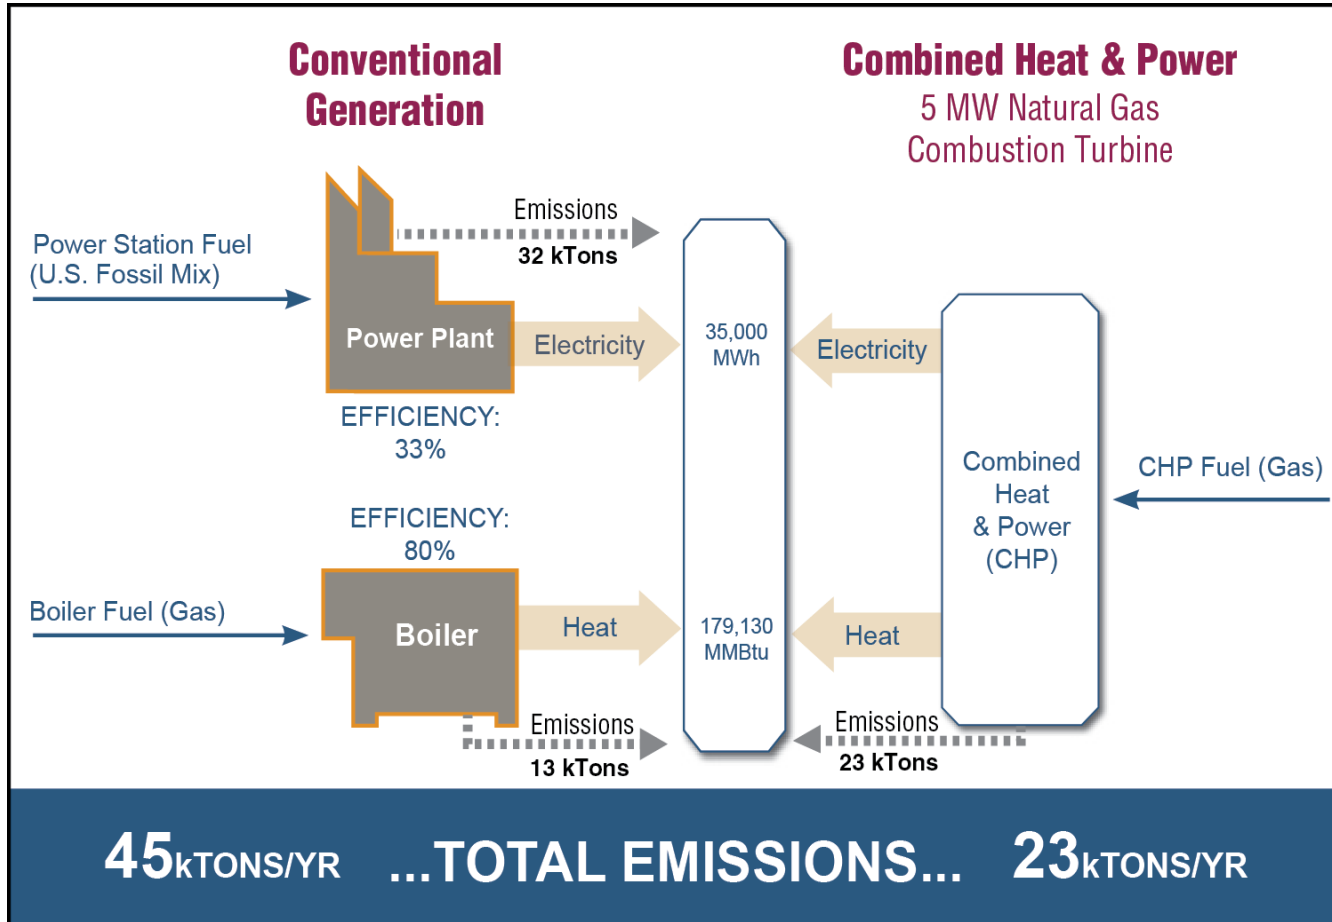 Conventional
Generation
Combined Heat & Power
5 MW Natural Gas
Combustion Turbine
Power Station Fuel
(U.S. Fossil Mix)
Emissions
32 kTons
Power Plant
Electricity
35,000
MWh
Electricity
EFFICIENCY:
33%
Combined
Heat
& Power
(CHP)
CHP Fuel (Gas)
EFFICIENCY:
80%
Boiler Fuel (Gas)
Boiler
Heat
179,130
MMBtu
Heat
Emissions
13 kTons
Emissions
23 kTons
45kTONS/YR ...TOTAL EMISSIONS... 23kTONS/YR